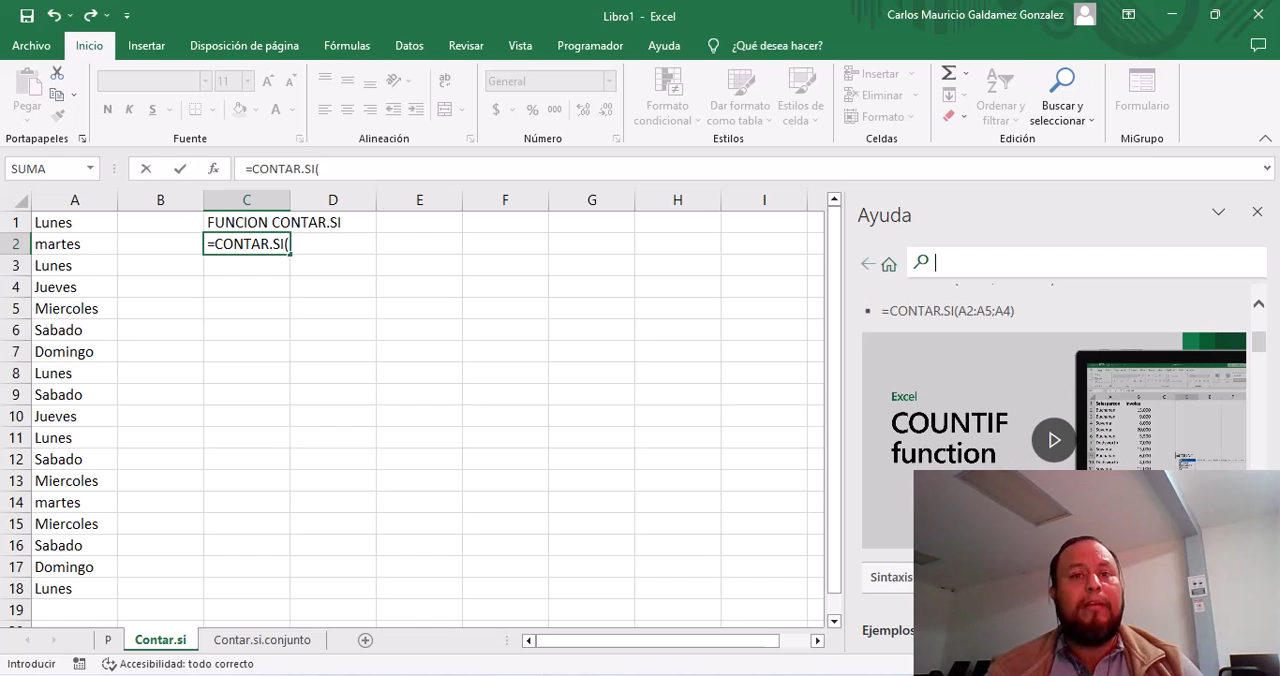 Libro1 - Excel
Carlos Mauricio Galdamez Gonzalez
Archivo Inicio Insertar Disposición de página Fórmulas Datos Revisar Vista Programador Ayuda ¿Qué desea hacer?
Pegar
11
N K S
A
ab
General
$ % 000
Formato condicional
Dar formato como tabla
Estilos de celda
Insertar
Eliminar
Formato
Ordenar y filtrar
Buscar y seleccionar
Formulario
Portapapeles Fuente Alineación Número Estilos Celdas Edición MiGrupo
SUMA fx =CONTAR.SI(
A B C D E F G H I
1 Lunes FUNCION CONTAR.SI
2 martes =CONTAR.SI(
3 Lunes
4 Jueves
5 Miercoles
6 Sabado
7 Domingo
8 Lunes
9 Sabado
10 Jueves
11 Lunes
12 Sabado
13 Miercoles
14 martes
15 Miercoles
16 Sabado
17 Domingo
18 Lunes
19
Ayuda
=CONTAR.SI(A2:A5;A4)
Excel
COUNTIF
function
Sintaxis
Ejemplos
P Contar.si Contar.si.conjunto
Introducir Accesibilidad: todo correcto